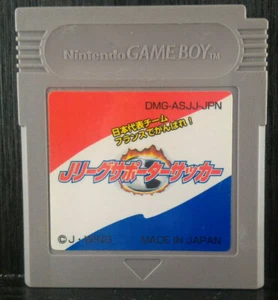 Nintendo GAME BOY TM
DMG-ASJJ-JPN
日本代表チーム
フランスでがんばれ!
Jリーグサポーターサッカー
©J・WING MADE IN JAPAN